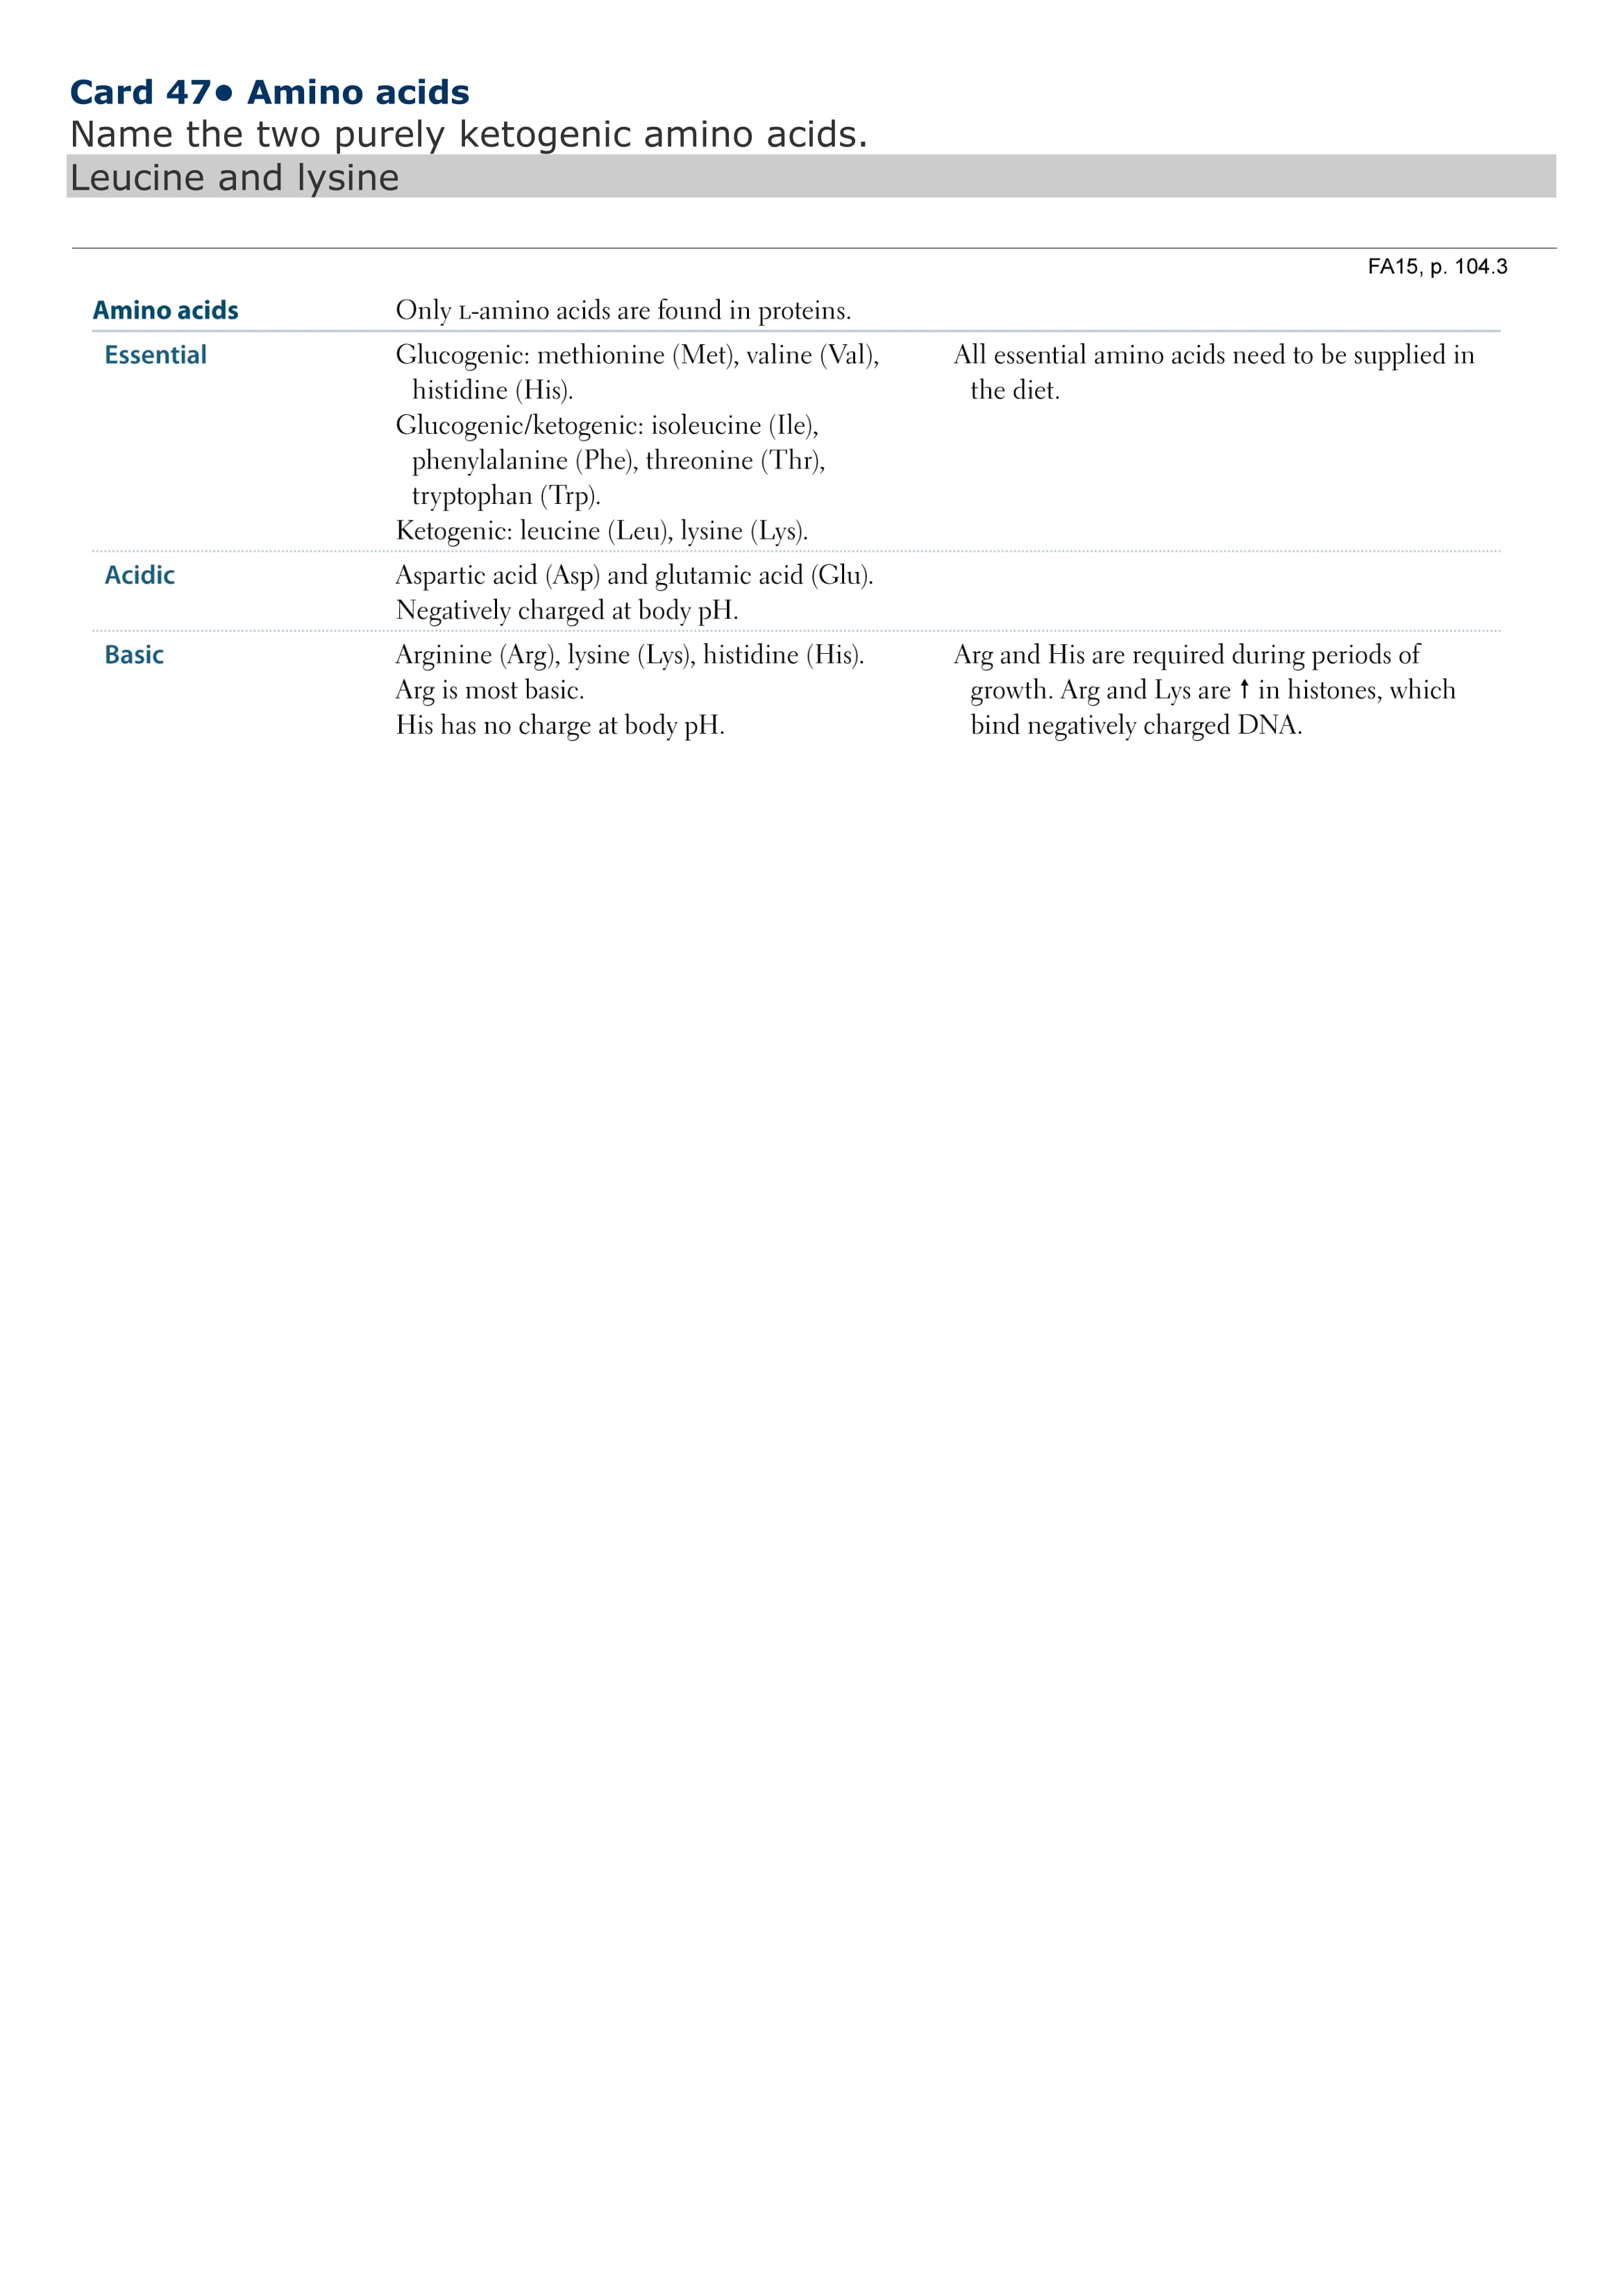 Card 47● Amino acids
Name the two purely ketogenic amino acids.
Leucine and lysine
FA15, p. 104.3
Amino acids Only L-amino acids are found in proteins.
Essential Glucogenic: methionine (Met), valine (Val), All essential amino acids need to be supplied in
histidine (His). the diet.
Glucogenic/ketogenic: isoleucine (Ile),
phenylalanine (Phe), threonine (Thr),
tryptophan (Trp).
Ketogenic: leucine (Leu), lysine (Lys).
Acidic Aspartic acid (Asp) and glutamic acid (Glu).
Negatively charged at body pH.
Basic Arginine (Arg), lysine (Lys), histidine (His). Arg and His are required during periods of
Arg is most basic. growth. Arg and Lys are ↑ in histones, which
His has no charge at body pH. bind negatively charged DNA.